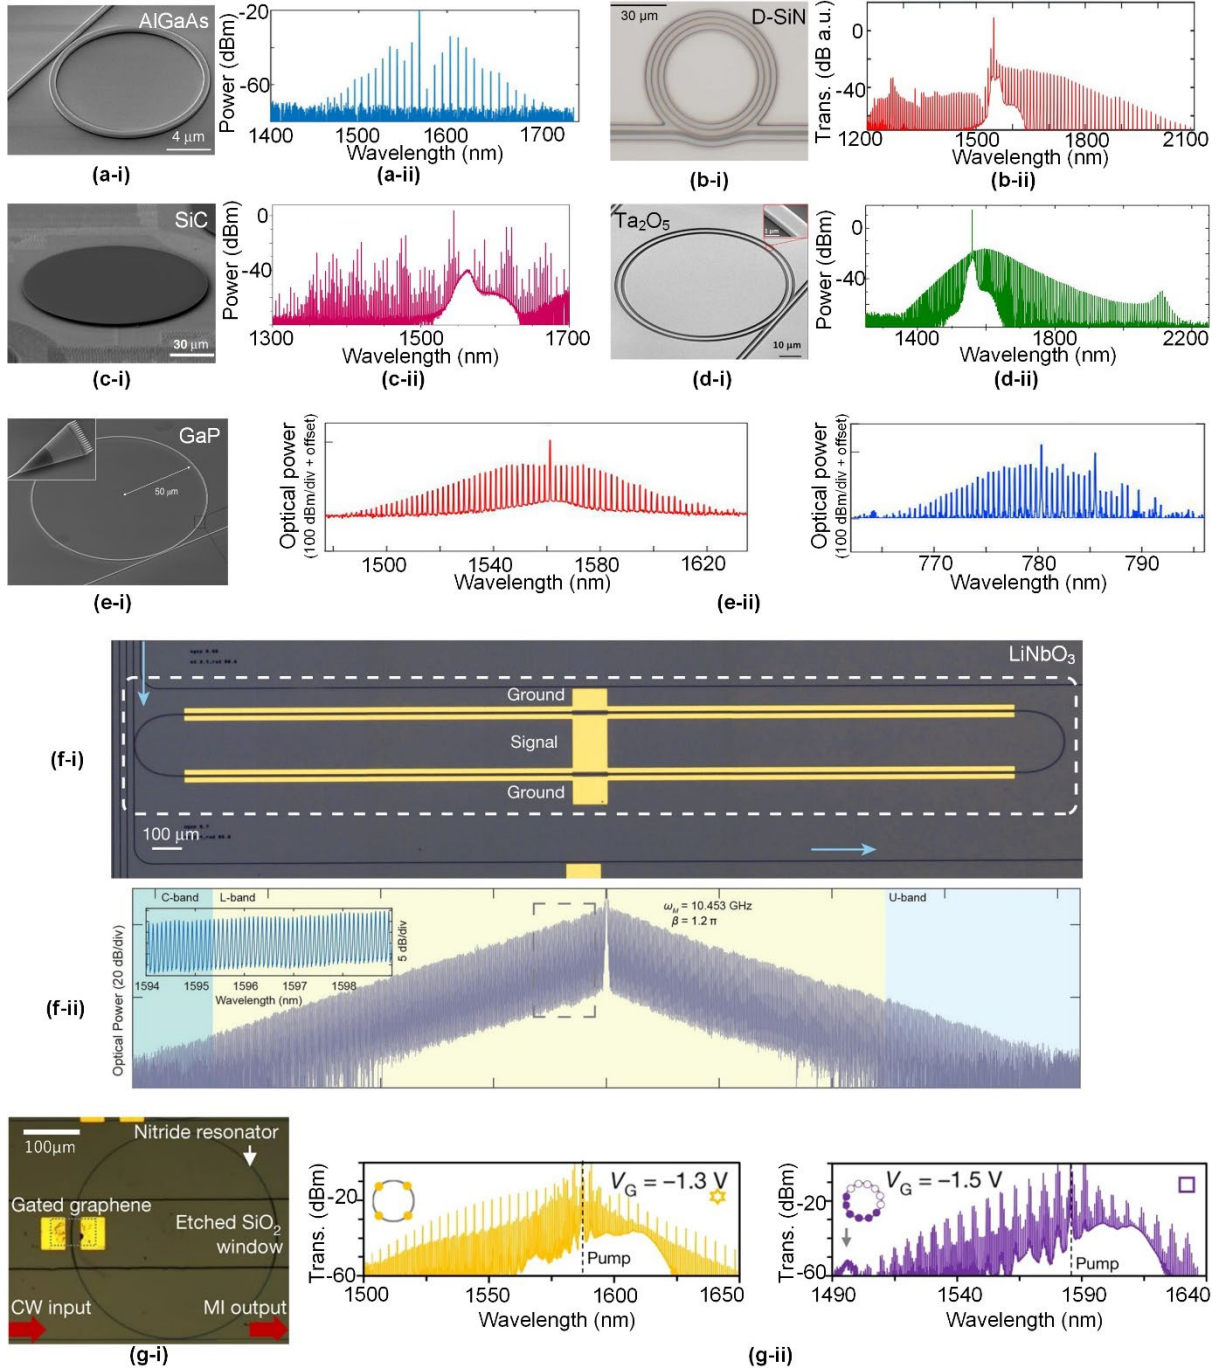 AlGaAs
4 μm
(a-i)
Power (dBm)
-20
-60
1400 1500 1600 1700
Wavelength (nm)
(a-ii)
30 μm
D-SiN
(b-i)
Trans. (dB a.u.)
0
-40
1200 1500 1800 2100
Wavelength (nm)
(b-ii)
SiC
30 μm
(c-i)
Power (dBm)
0
-40
1300 1500 1700
Wavelength (nm)
(c-ii)
Ta₂O₅
10 μm
(d-i)
Power (dBm)
0
-40
1400 1800 2200
Wavelength (nm)
(d-ii)
GaP
50 μm
(e-i)
Optical power
(100 dBm/div + offset)
1500 1540 1580 1620
Wavelength (nm)
Optical power
(100 dBm/div + offset)
770 780 790
Wavelength (nm)
(e-ii)
LiNbO₃
Ground
Signal
Ground
100 μm
(f-i)
C-band L-band
U-band
ω_M = 10.453 GHz
β = 1.2 π
5 dB/div
1594 1595 1596 1597 1598
Wavelength (nm)
Optical Power (20 dB/div)
(f-ii)
100μm
Nitride resonator
Gated graphene
Etched SiO₂
window
CW input MI output
(g-i)
Trans. (dBm)
-20
-60
V_G = −1.3 V
Pump
1500 1550 1600 1650
Wavelength (nm)
Trans. (dBm)
-20
-60
V_G = −1.5 V
Pump
1490 1540 1590 1640
Wavelength (nm)
(g-ii)